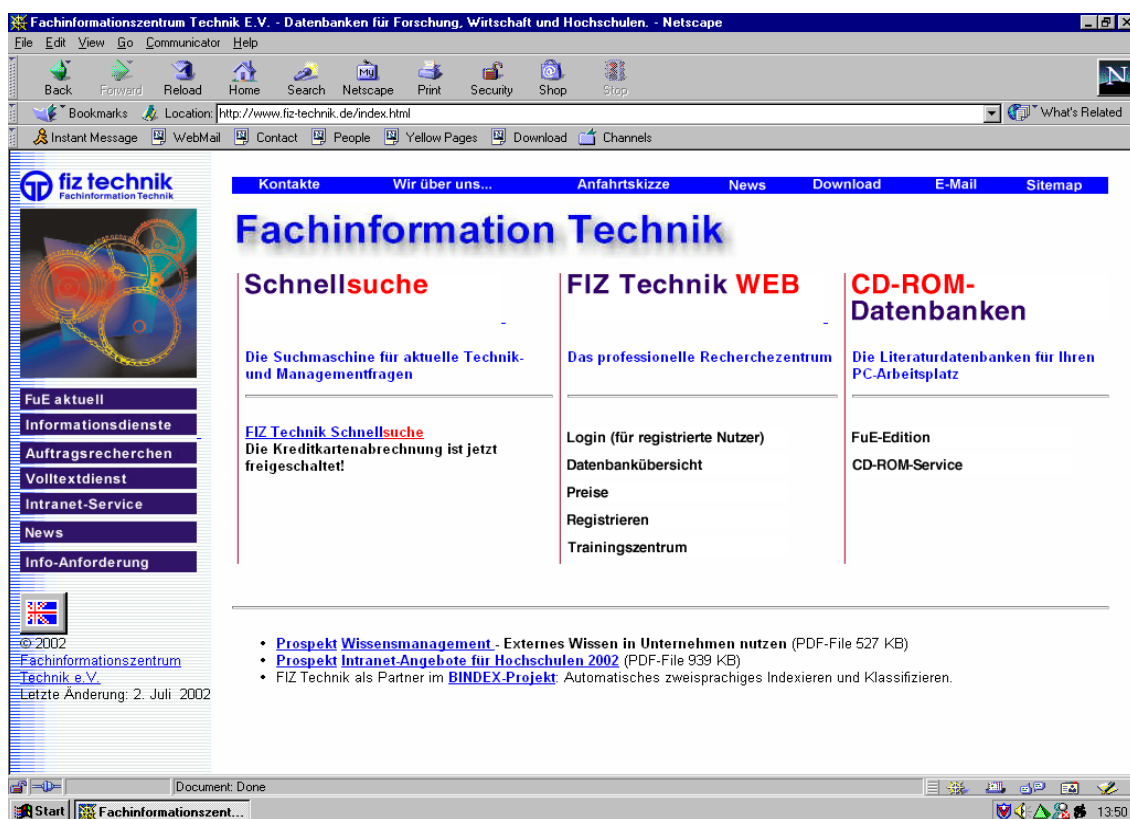 Fachinformationszentrum Technik E.V. - Datenbanken für Forschung, Wirtschaft und Hochschulen. - Netscape
File Edit View Go Communicator Help
Back Forward Reload Home Search Netscape Print Security Shop Stop
My
N
Bookmarks Location: http://www.fiz-technik.de/index.html What's Related
Instant Message WebMail Contact People Yellow Pages Download Channels
fiz technik
Fachinformation Technik
Kontakte Wir über uns... Anfahrtskizze News Download E-Mail Sitemap
Fachinformation Technik
FuE aktuell
Informationsdienste
Auftragsrecherchen
Volltextdienst
Intranet-Service
News
Info-Anforderung
© 2002
Fachinformationszentrum
Technik e.V.
Letzte Änderung: 2. Juli 2002
Schnellsuche
Die Suchmaschine für aktuelle Technik-
und Managementfragen
FIZ Technik Schnellsuche
Die Kreditkartenabrechnung ist jetzt
freigeschaltet!
FIZ Technik WEB
Das professionelle Recherchezentrum
Login (für registrierte Nutzer)
Datenbankübersicht
Preise
Registrieren
Trainingszentrum
CD-ROM-
Datenbanken
Die Literaturdatenbanken für Ihren
PC-Arbeitsplatz
FuE-Edition
CD-ROM-Service
• Prospekt Wissensmanagement - Externes Wissen in Unternehmen nutzen (PDF-File 527 KB)
• Prospekt Intranet-Angebote für Hochschulen 2002 (PDF-File 939 KB)
• FIZ Technik als Partner im BINDEX-Projekt: Automatisches zweisprachiges Indexieren und Klassifizieren.
Document: Done
Start Fachinformationszent... 13:50